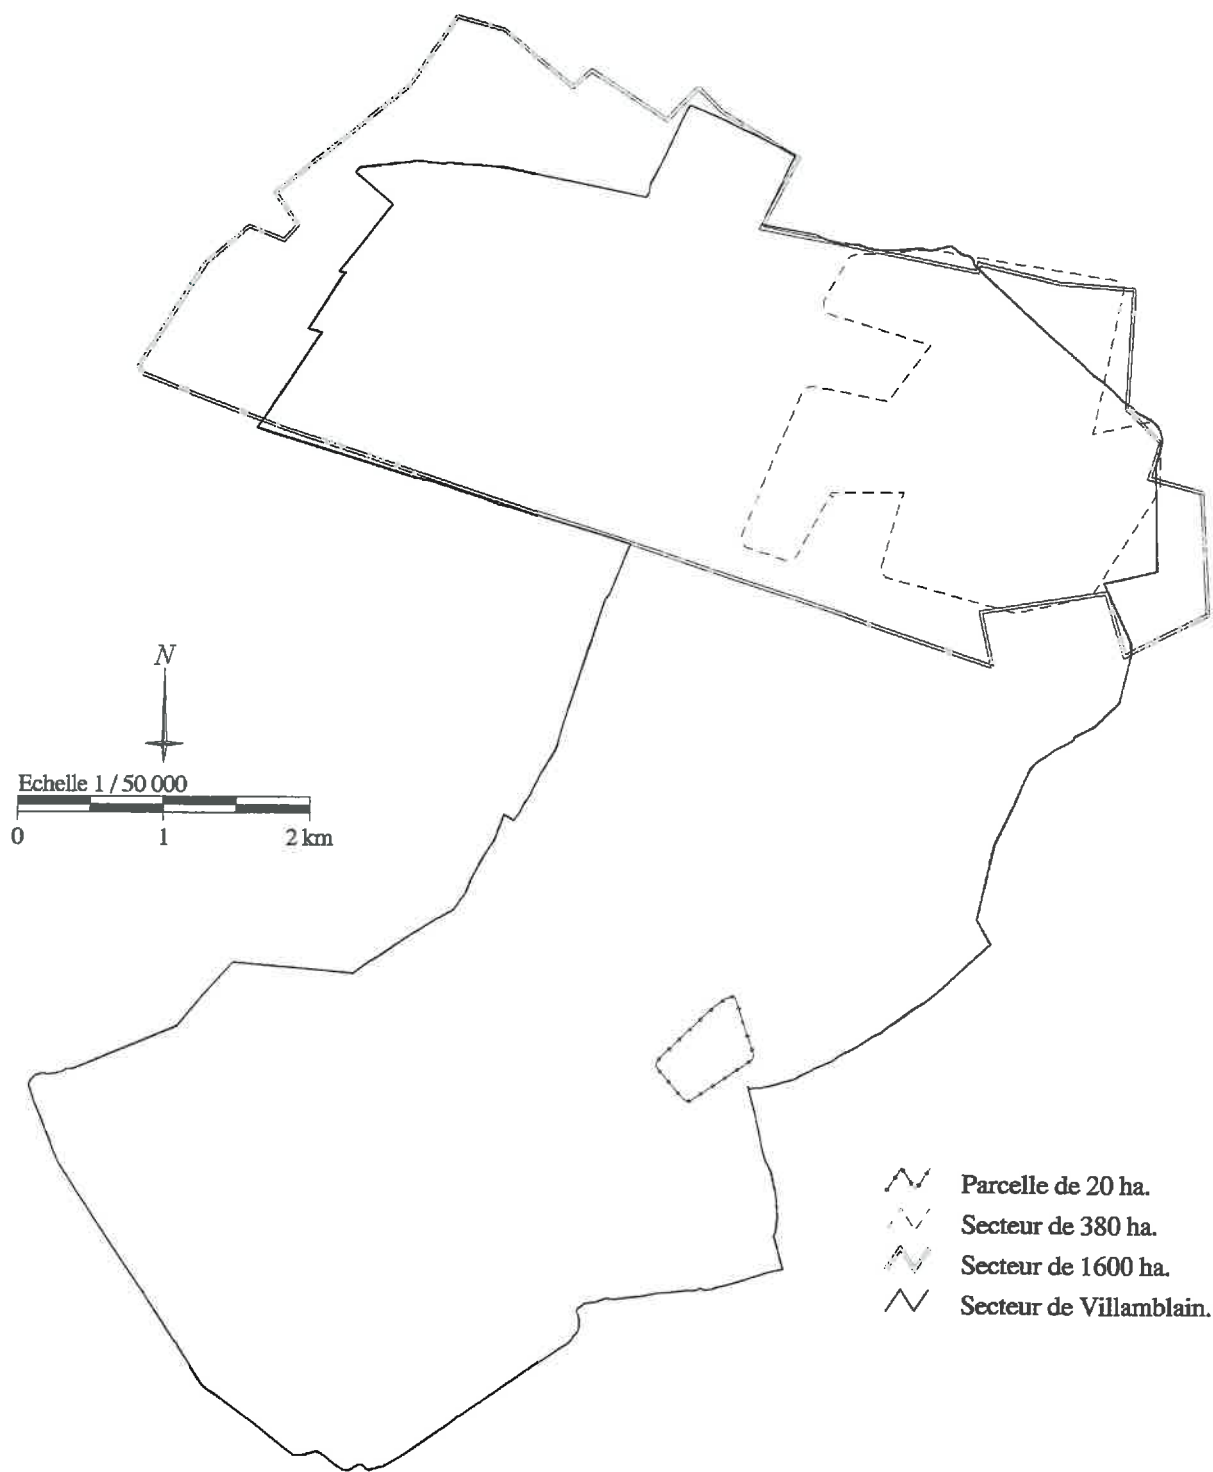 N
Echelle 1 / 50 000
0 1 2 km
Parcelle de 20 ha.
Secteur de 380 ha.
Secteur de 1600 ha.
Secteur de Villamblain.